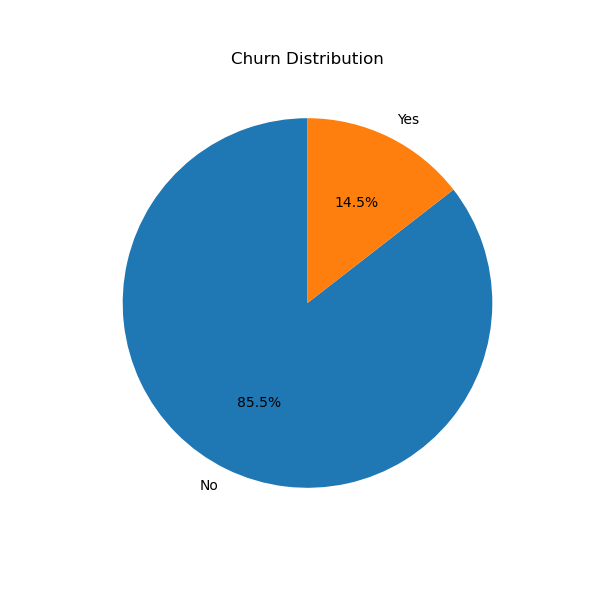 Churn Distribution
Yes
14.5%
85.5%
No